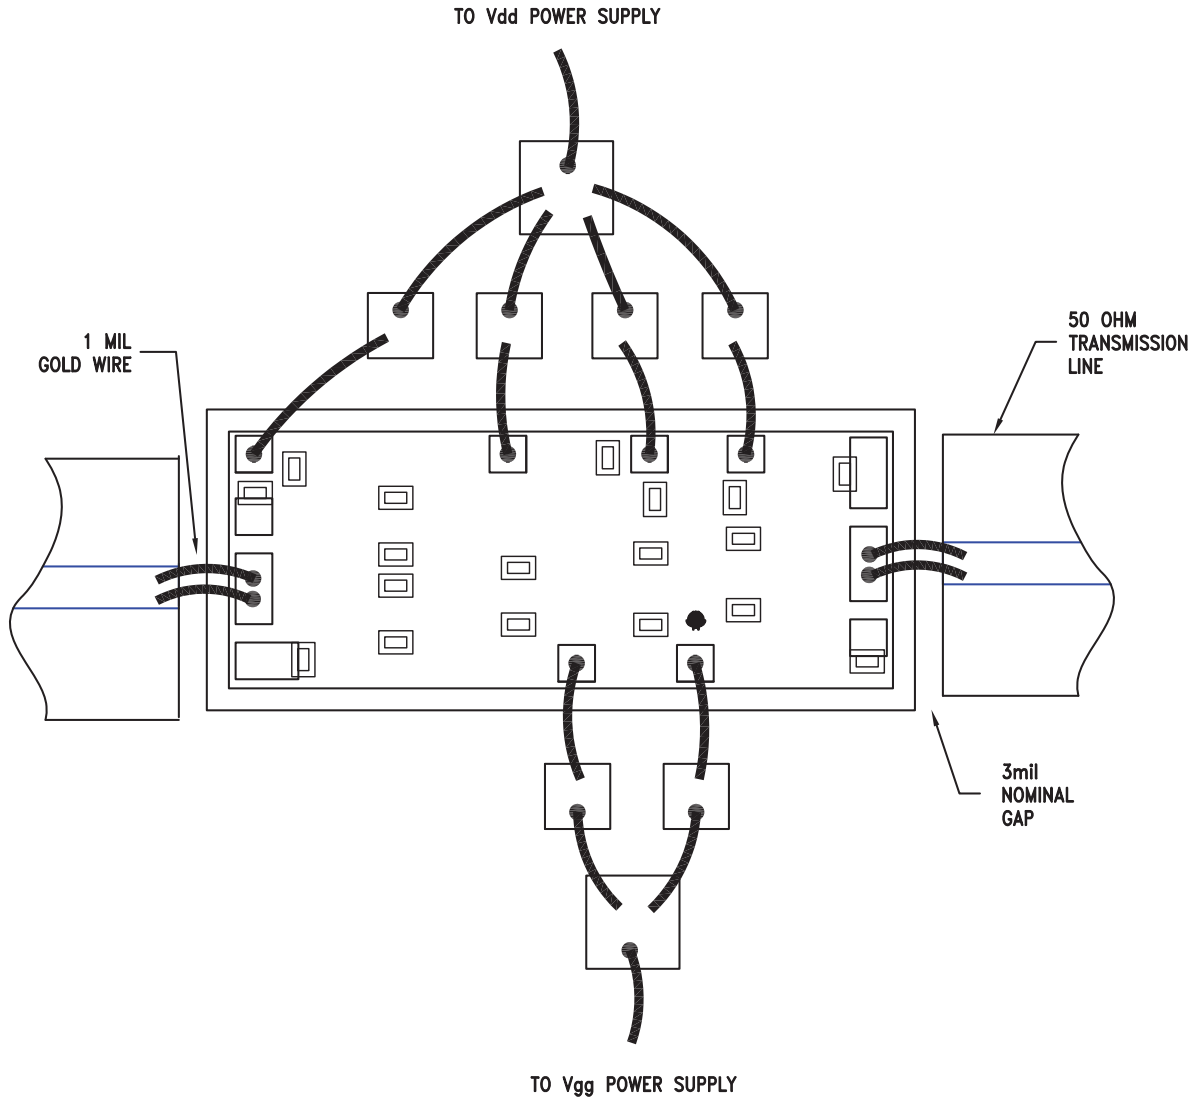 TO Vdd POWER SUPPLY
1 MIL
GOLD WIRE
50 OHM
TRANSMISSION
LINE
3mil
NOMINAL
GAP
TO Vgg POWER SUPPLY